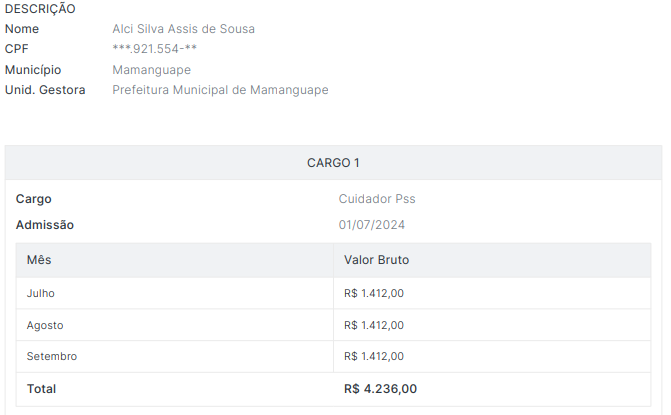 DESCRIÇÃO
Nome Alci Silva Assis de Sousa
CPF ***.921.554-**
Município Mamanguape
Unid. Gestora Prefeitura Municipal de Mamanguape
CARGO 1
Cargo Cuidador Pss
Admissão 01/07/2024
Mês Valor Bruto
Julho R$ 1.412,00
Agosto R$ 1.412,00
Setembro R$ 1.412,00
Total R$ 4.236,00